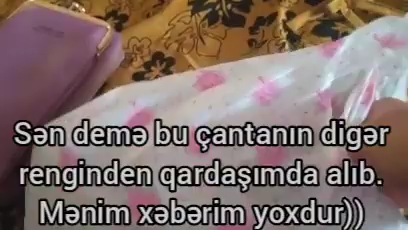 Sən demə bu çantanın digər
renginden qardaşımda alıb.
Mənim xəbərim yoxdur))